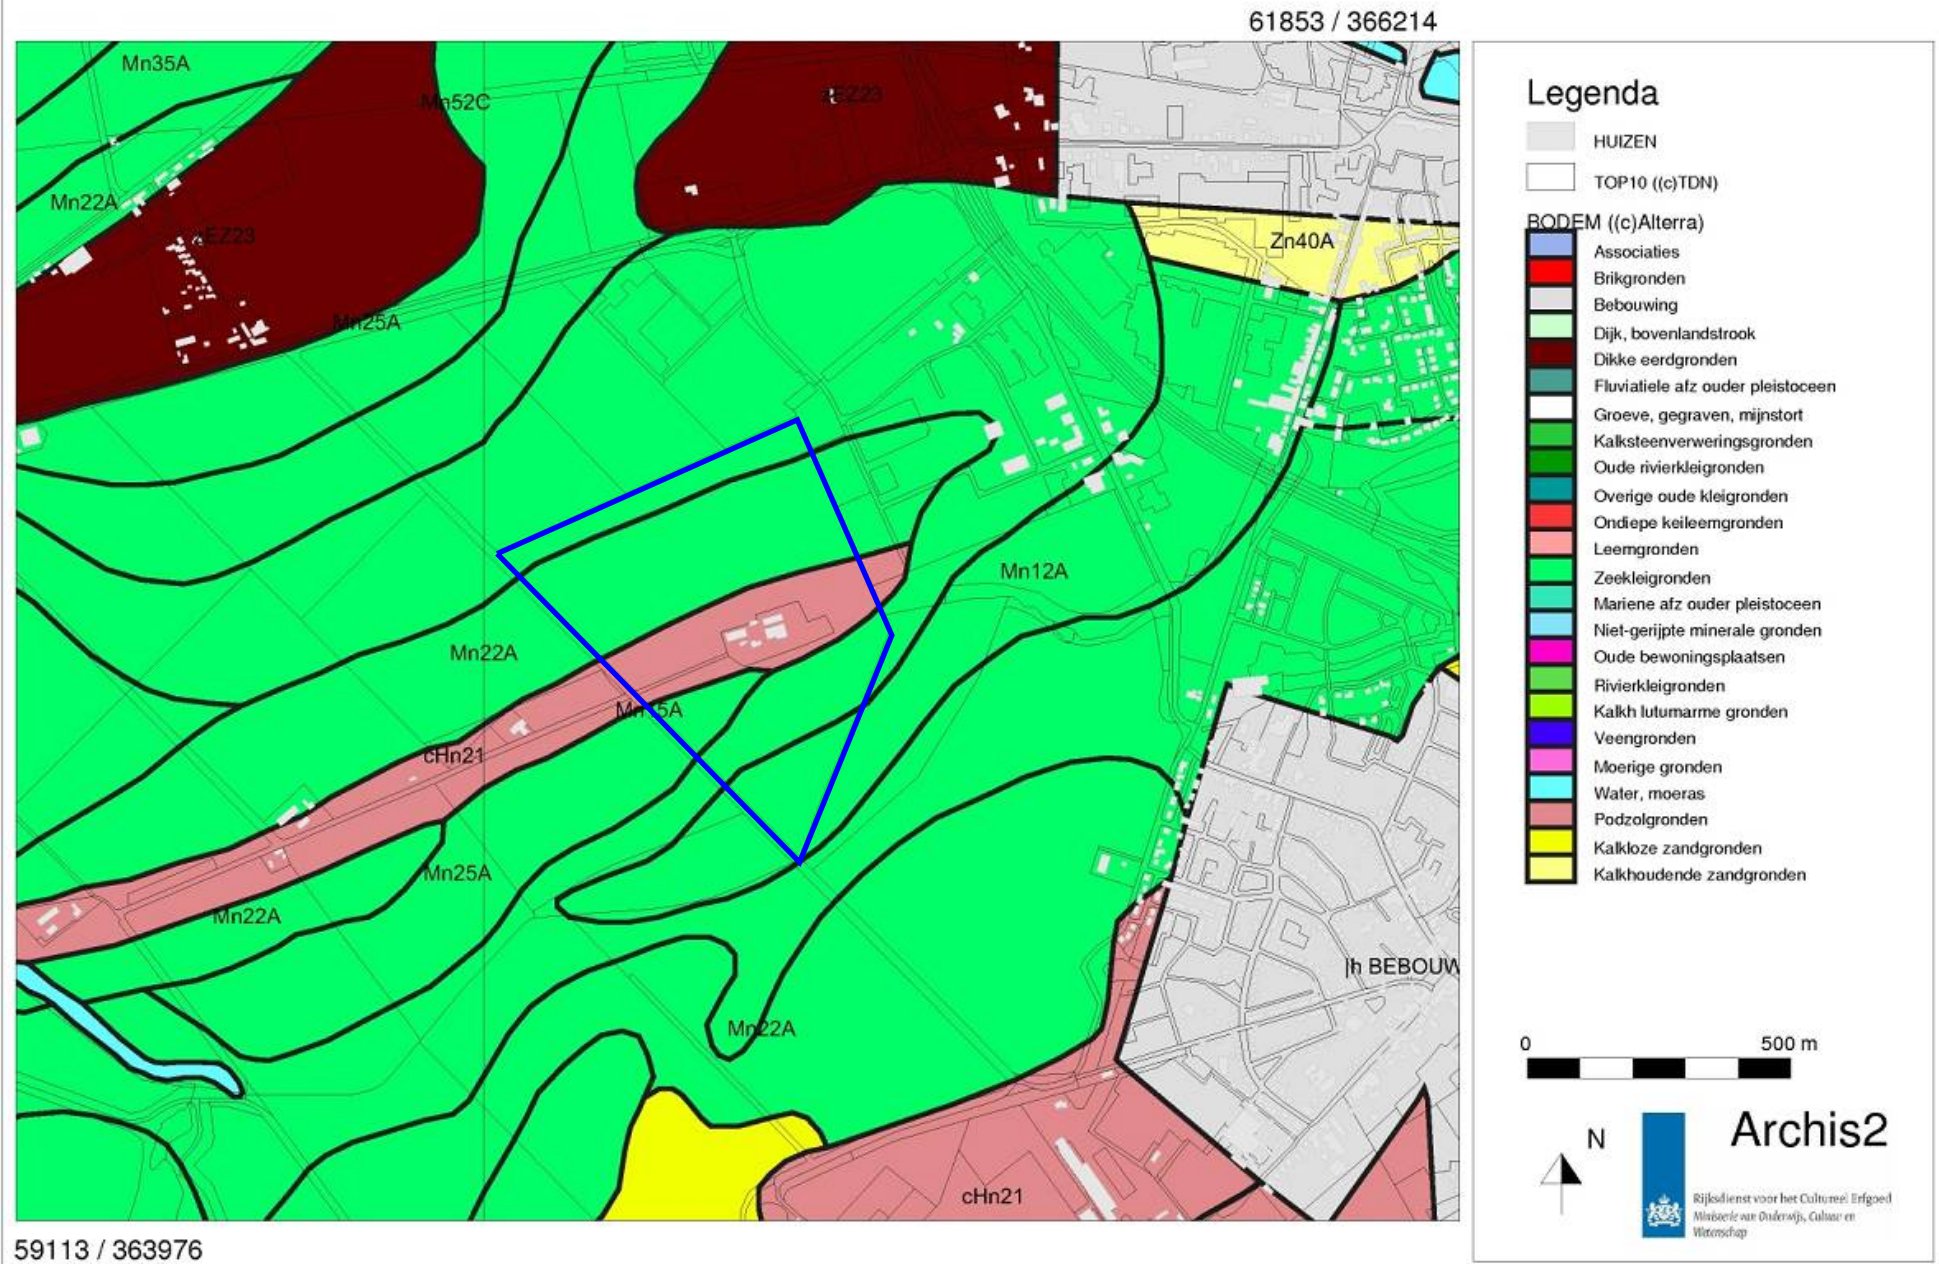 61853 / 366214
Mn35A
Mn52C
zEZ23
Mn22A
zEZ23
Zn40A
Mn25A
Mn12A
Mn22A
Mn15A
cHn21
Mn25A
Mn22A
|h BEBOUW
Mn22A
cHn21
59113 / 363976
Legenda
HUIZEN
TOP10 ((c)TDN)
BODEM ((c)Alterra)
Associaties
Brikgronden
Bebouwing
Dijk, bovenlandstrook
Dikke eerdgronden
Fluviatiele afz ouder pleistoceen
Groeve, gegraven, mijnstort
Kalksteenverweringsgronden
Oude rivierkleigronden
Overige oude kleigronden
Ondiepe keileemgronden
Leemgronden
Zeekleigronden
Mariene afz ouder pleistoceen
Niet-gerijpte minerale gronden
Oude bewoningsplaatsen
Rivierkleigronden
Kalkh lutumarme gronden
Veengronden
Moerige gronden
Water, moeras
Podzolgronden
Kalkloze zandgronden
Kalkhoudende zandgronden
0 500 m
N
Archis2
Rijksdienst voor het Cultureel Erfgoed
Ministerie van Onderwijs, Cultuur en
Wetenschap